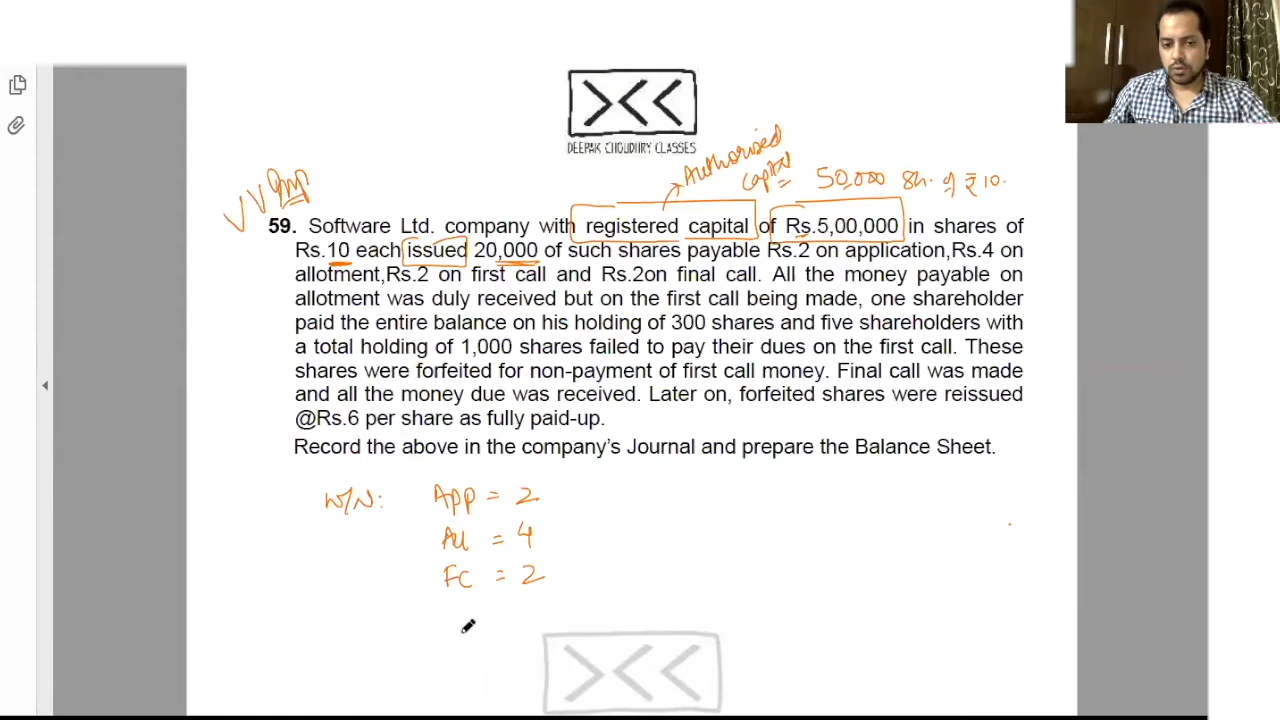 DEEPAK CHOUDHRY CLASSES
VV Imp
Authorised
capital
50,000 Sh. of ₹10.
59. Software Ltd. company with registered capital of Rs.5,00,000 in shares of
Rs.10 each issued 20,000 of such shares payable Rs.2 on application,Rs.4 on
allotment,Rs.2 on first call and Rs.2on final call. All the money payable on
allotment was duly received but on the first call being made, one shareholder
paid the entire balance on his holding of 300 shares and five shareholders with
a total holding of 1,000 shares failed to pay their dues on the first call. These
shares were forfeited for non-payment of first call money. Final call was made
and all the money due was received. Later on, forfeited shares were reissued
@Rs.6 per share as fully paid-up.
Record the above in the company's Journal and prepare the Balance Sheet.
W/N: App = 2
All = 4
FC = 2